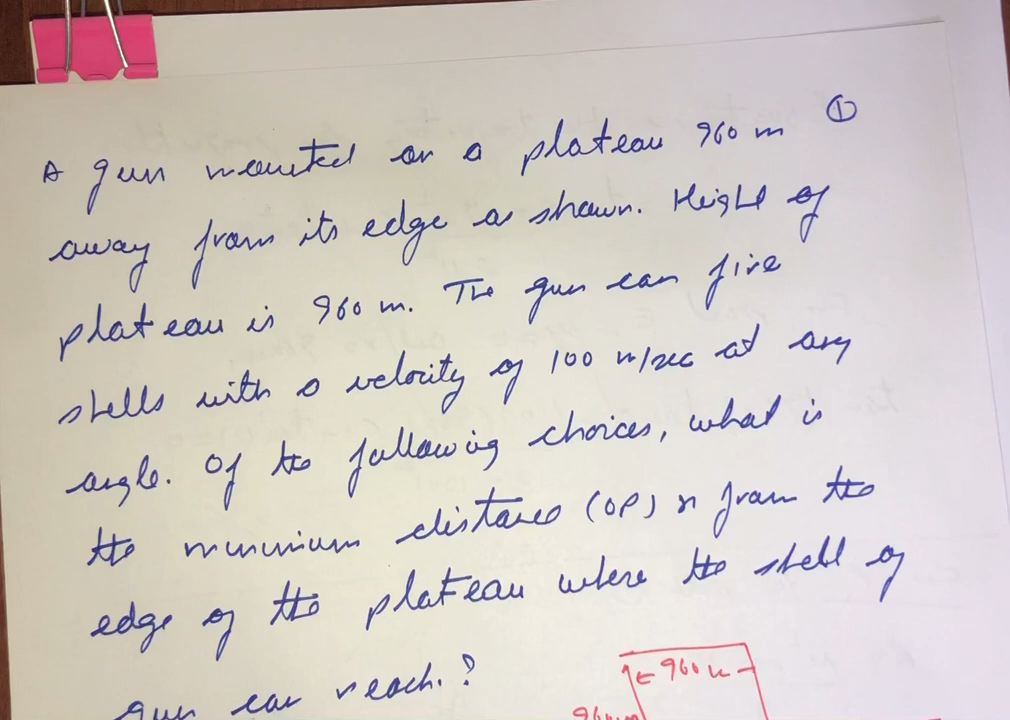 A gun mounted on a plateau 960 m ①
away from its edge as shown. Height of
plateau is 960 m. The gun can fire
shells with a velocity of 100 m/sec at any
angle. Of the following choices, what is
the minimum distance (OP) x from the
edge of the plateau where the shell of
gun can reach.?
960 m
960m